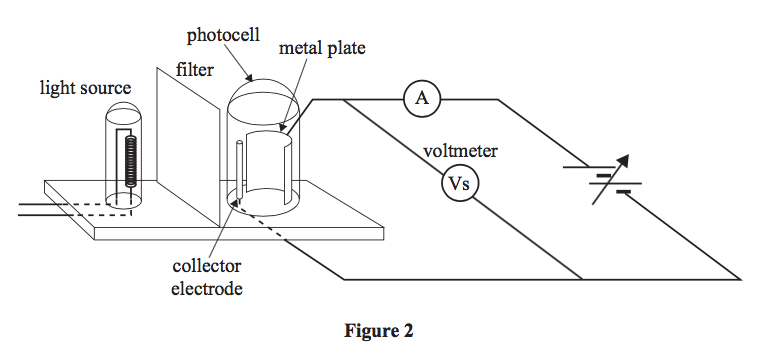 photocell
metal plate
filter
light source
A
voltmeter
Vs
collector
electrode
Figure 2